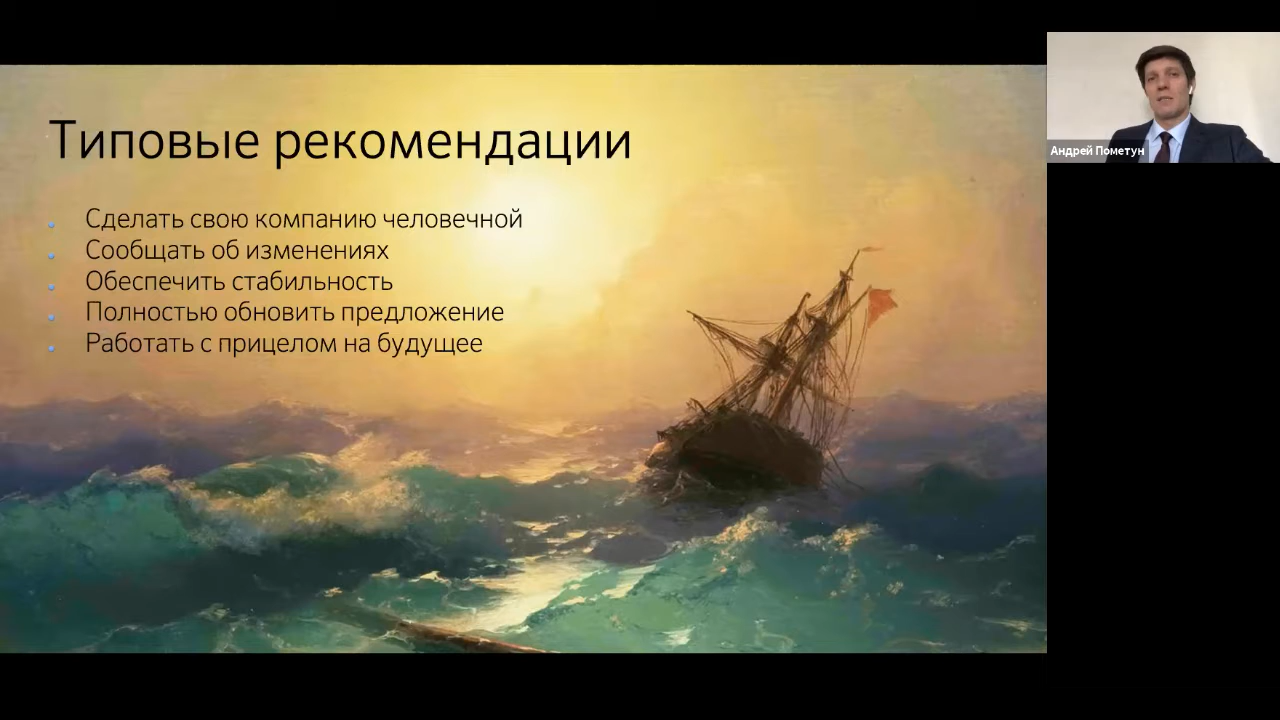 Типовые рекомендации
Сделать свою компанию человечной
Сообщать об изменениях
Обеспечить стабильность
Полностью обновить предложение
Работать с прицелом на будущее
Андрей Пометун